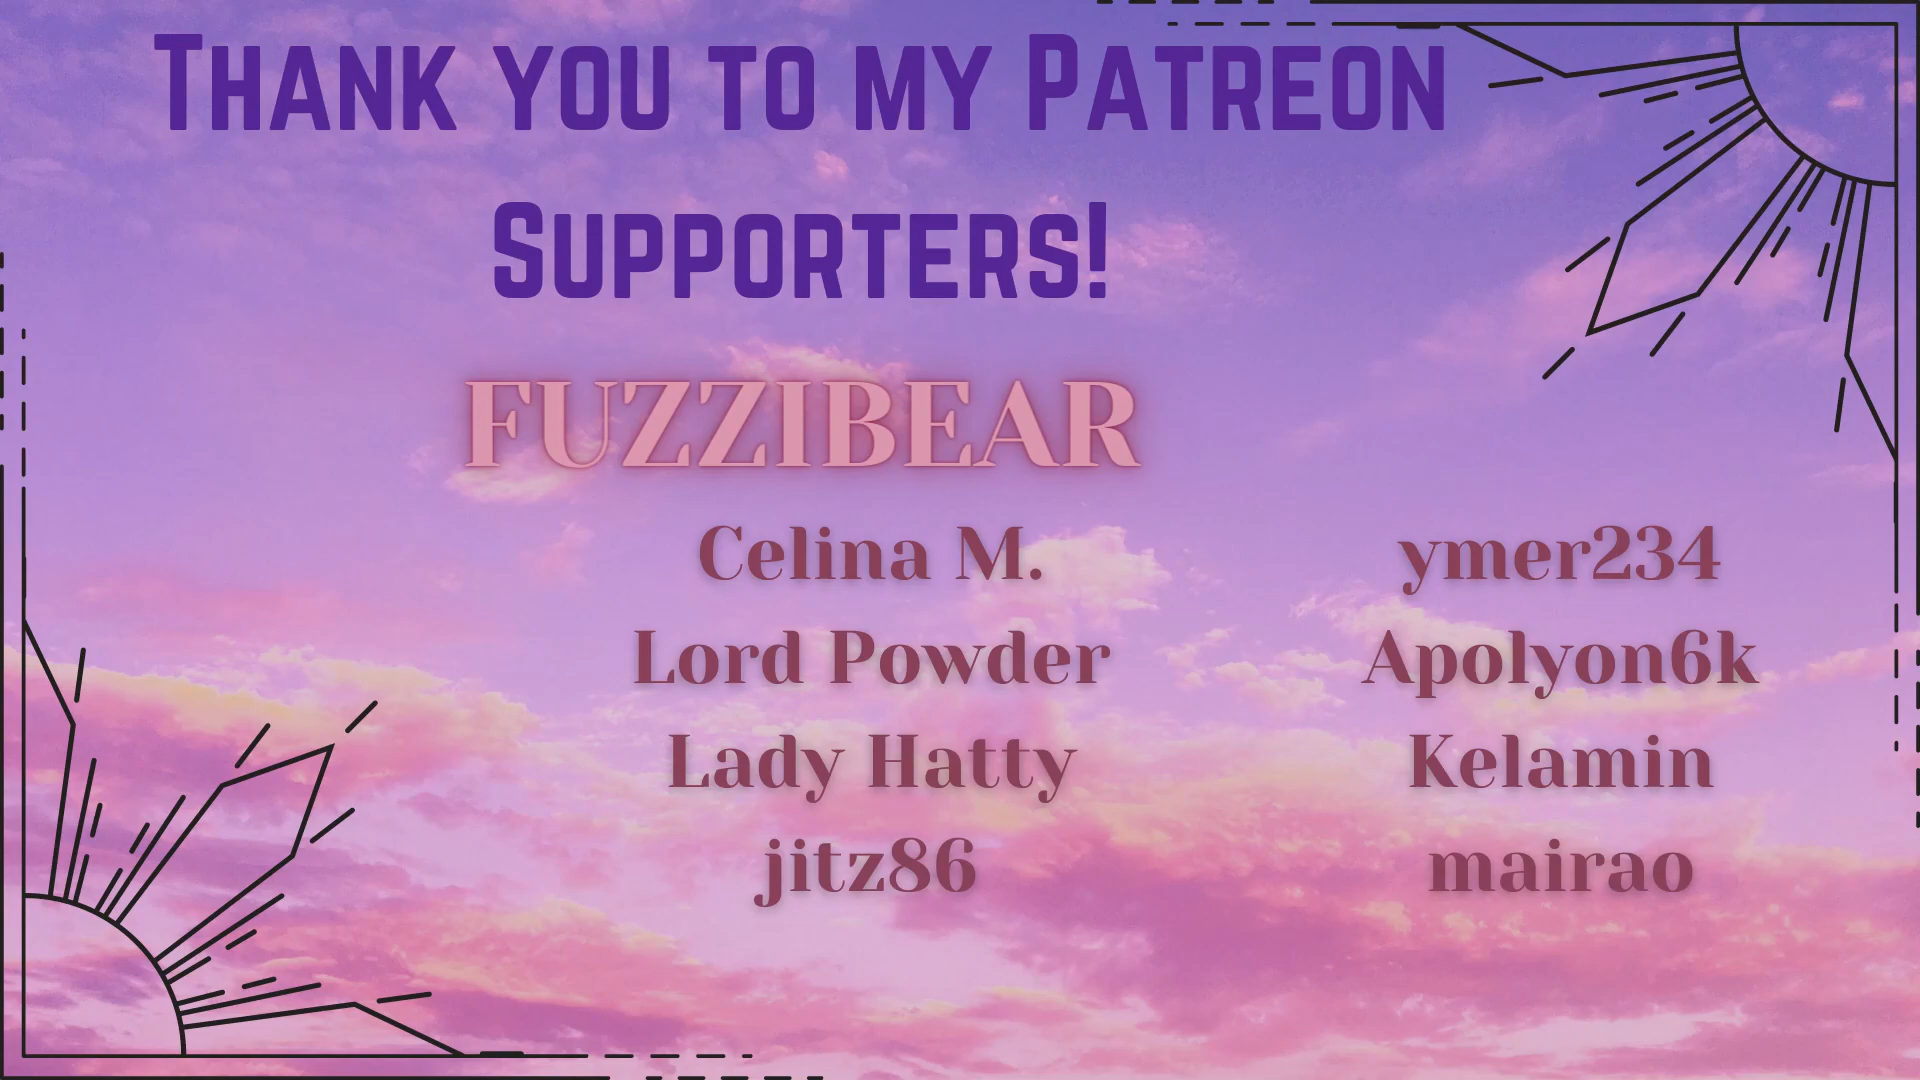 Thank you to my Patreon
Supporters!
FUZZIBEAR
Celina M.
Lord Powder
Lady Hatty
jitz86
ymer234
Apolyon6k
Kelamin
mairao